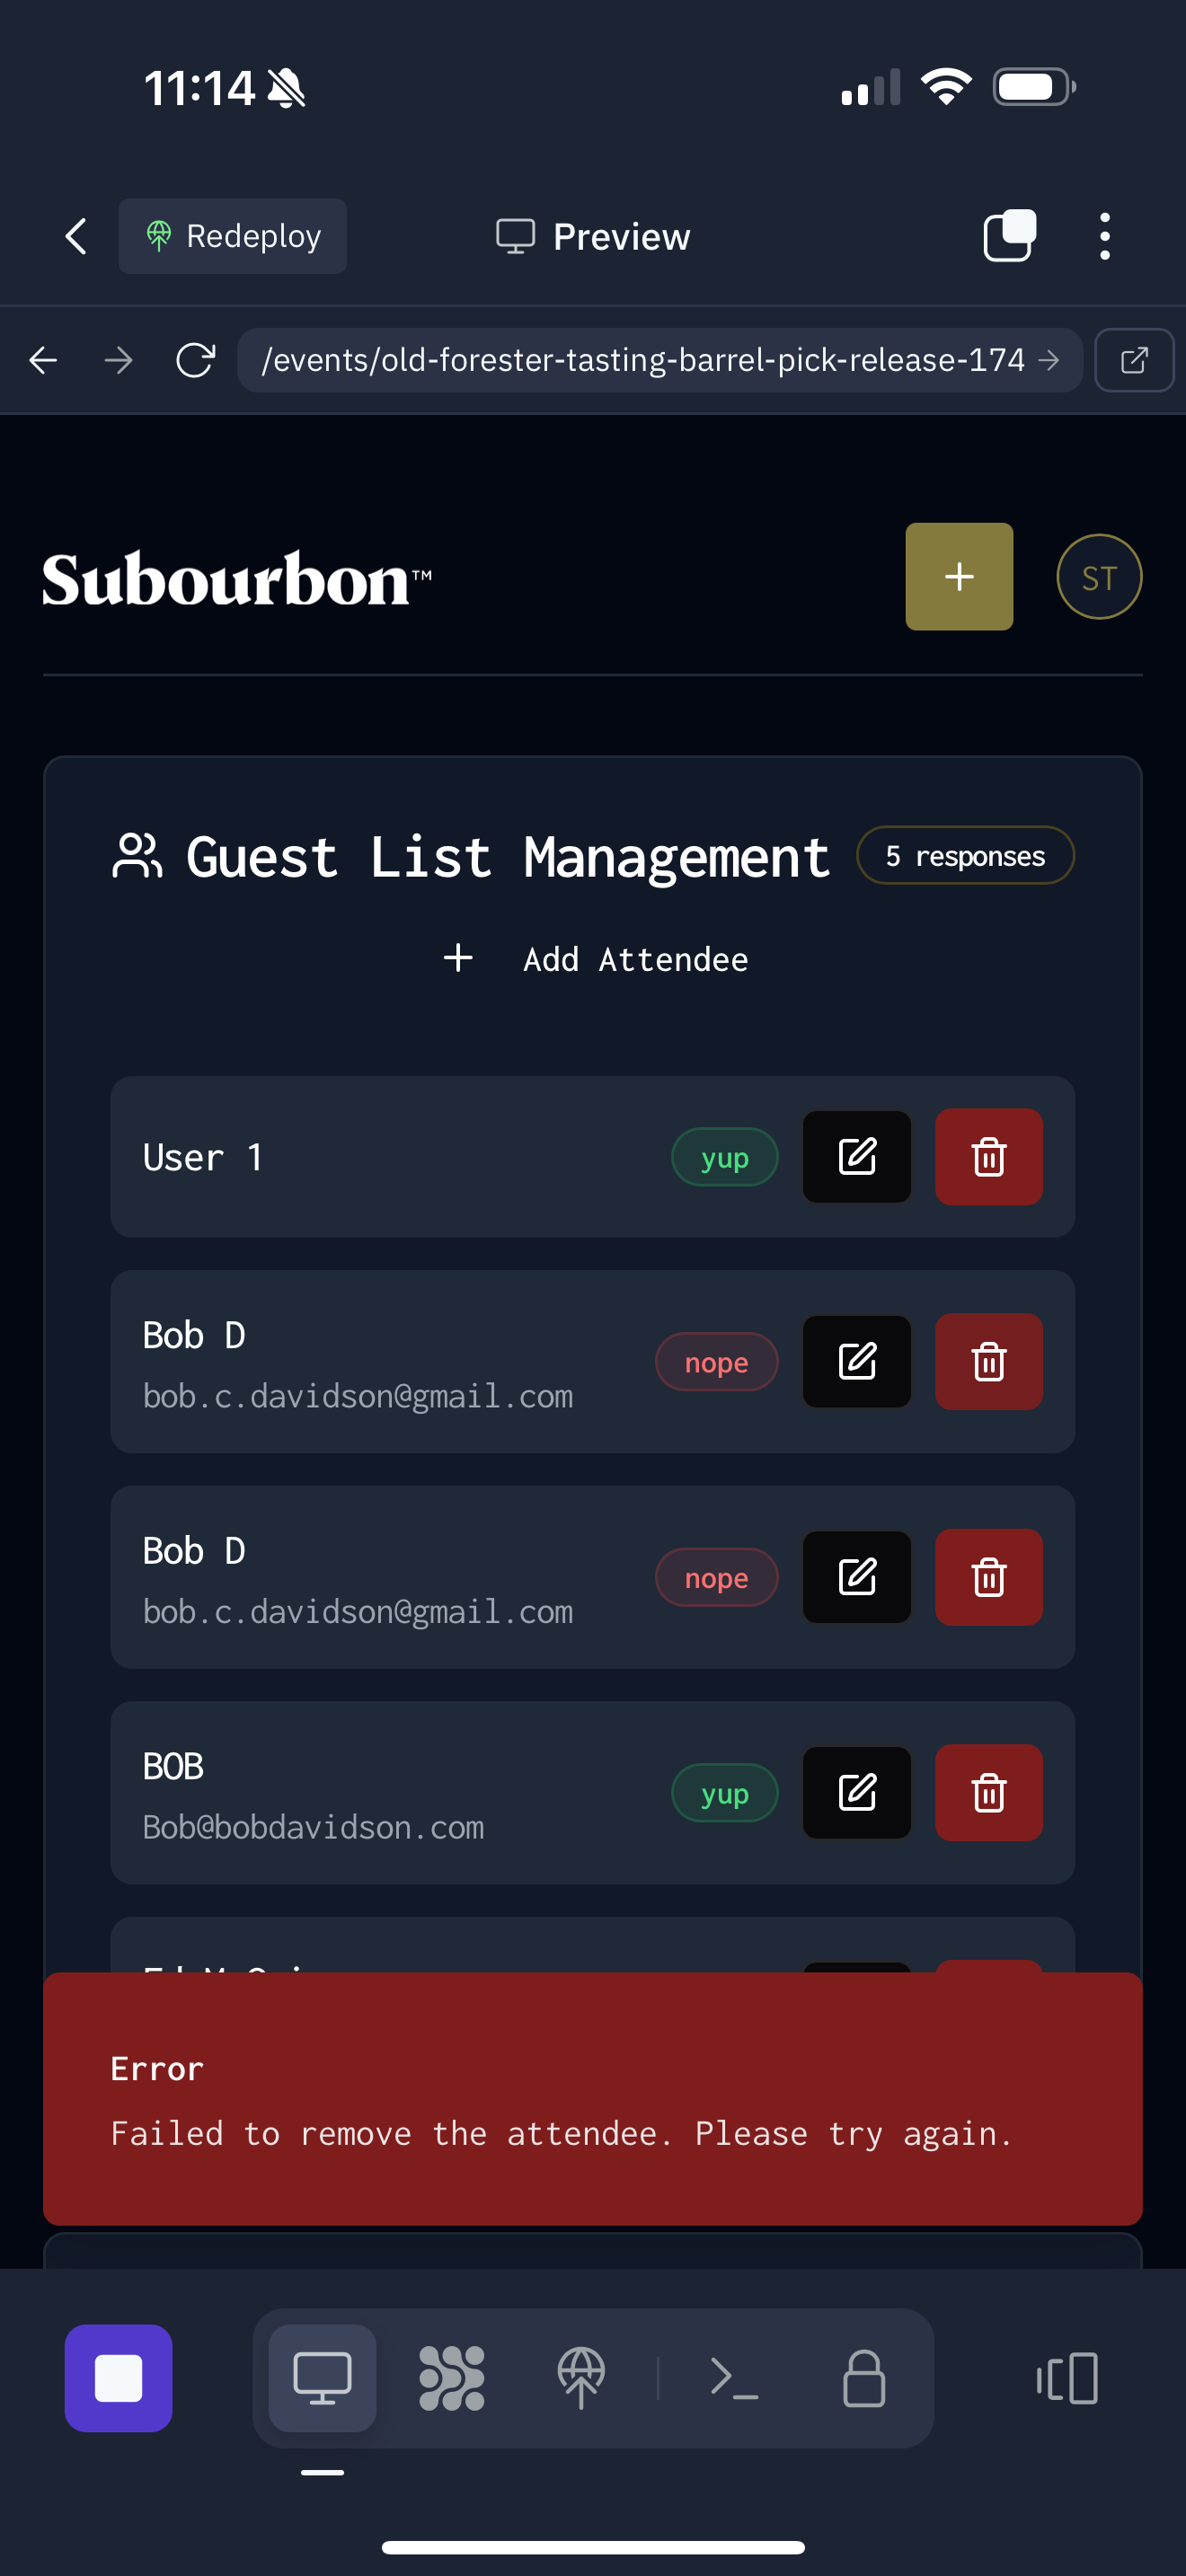 11:14
Redeploy
Preview
/events/old-forester-tasting-barrel-pick-release-174
Subourbon™
ST
Guest List Management
5 responses
Add Attendee
User 1
yup
Bob D
nope
bob.c.davidson@gmail.com
Bob D
nope
bob.c.davidson@gmail.com
BOB
yup
Bob@bobdavidson.com
Error
Failed to remove the attendee. Please try again.